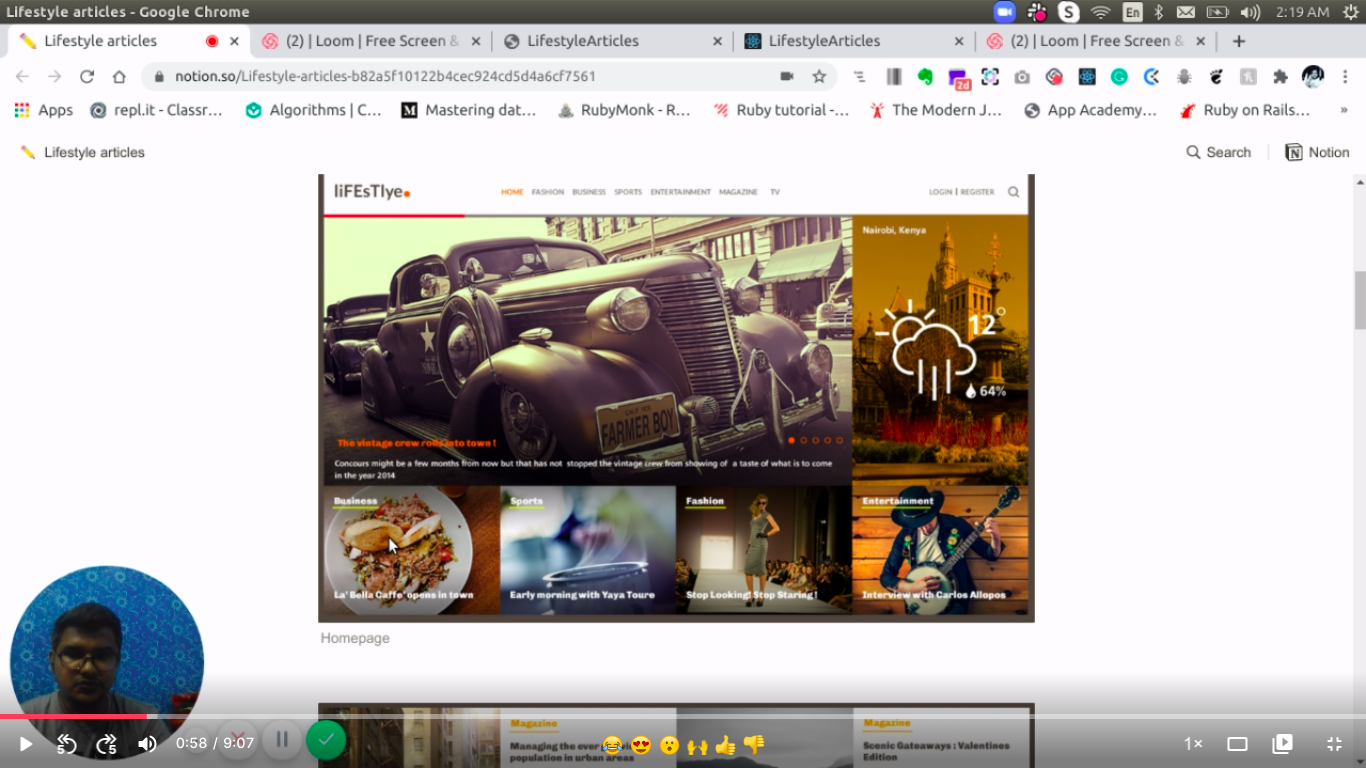 Lifestyle articles - Google Chrome
En
2:19 AM
Lifestyle articles
(2) | Loom | Free Screen &
LifestyleArticles
LifestyleArticles
(2) | Loom | Free Screen &
notion.so/Lifestyle-articles-b82a5f10122b4cec924cd5d4a6cf7561
2d
Apps
repl.it - Classr...
Algorithms | C...
Mastering dat...
RubyMonk - R...
Ruby tutorial -...
The Modern J...
App Academy...
Ruby on Rails...
»
Lifestyle articles
Search
Notion
liFEsTlye.
HOME FASHION BUSINESS SPORTS ENTERTAINMENT MAGAZINE TV
LOGIN | REGISTER
Nairobi, Kenya
12°
64%
FARMER BOY
The vintage crew rolls into town !
Concours might be a few months from now but that has not stopped the vintage crew from showing of a taste of what is to come
in the year 2014
Business
La' Bella Caffe' opens in town
Sports
Early morning with Yaya Toure
Fashion
Stop Looking! Stop Staring !
Entertainment
Interview with Carlos Allopos
Homepage
Magazine
Managing the ever
population in urban areas
Magazine
Scenic Gateaways : Valentines
Edition
5
5
0:58 / 9:07
1×